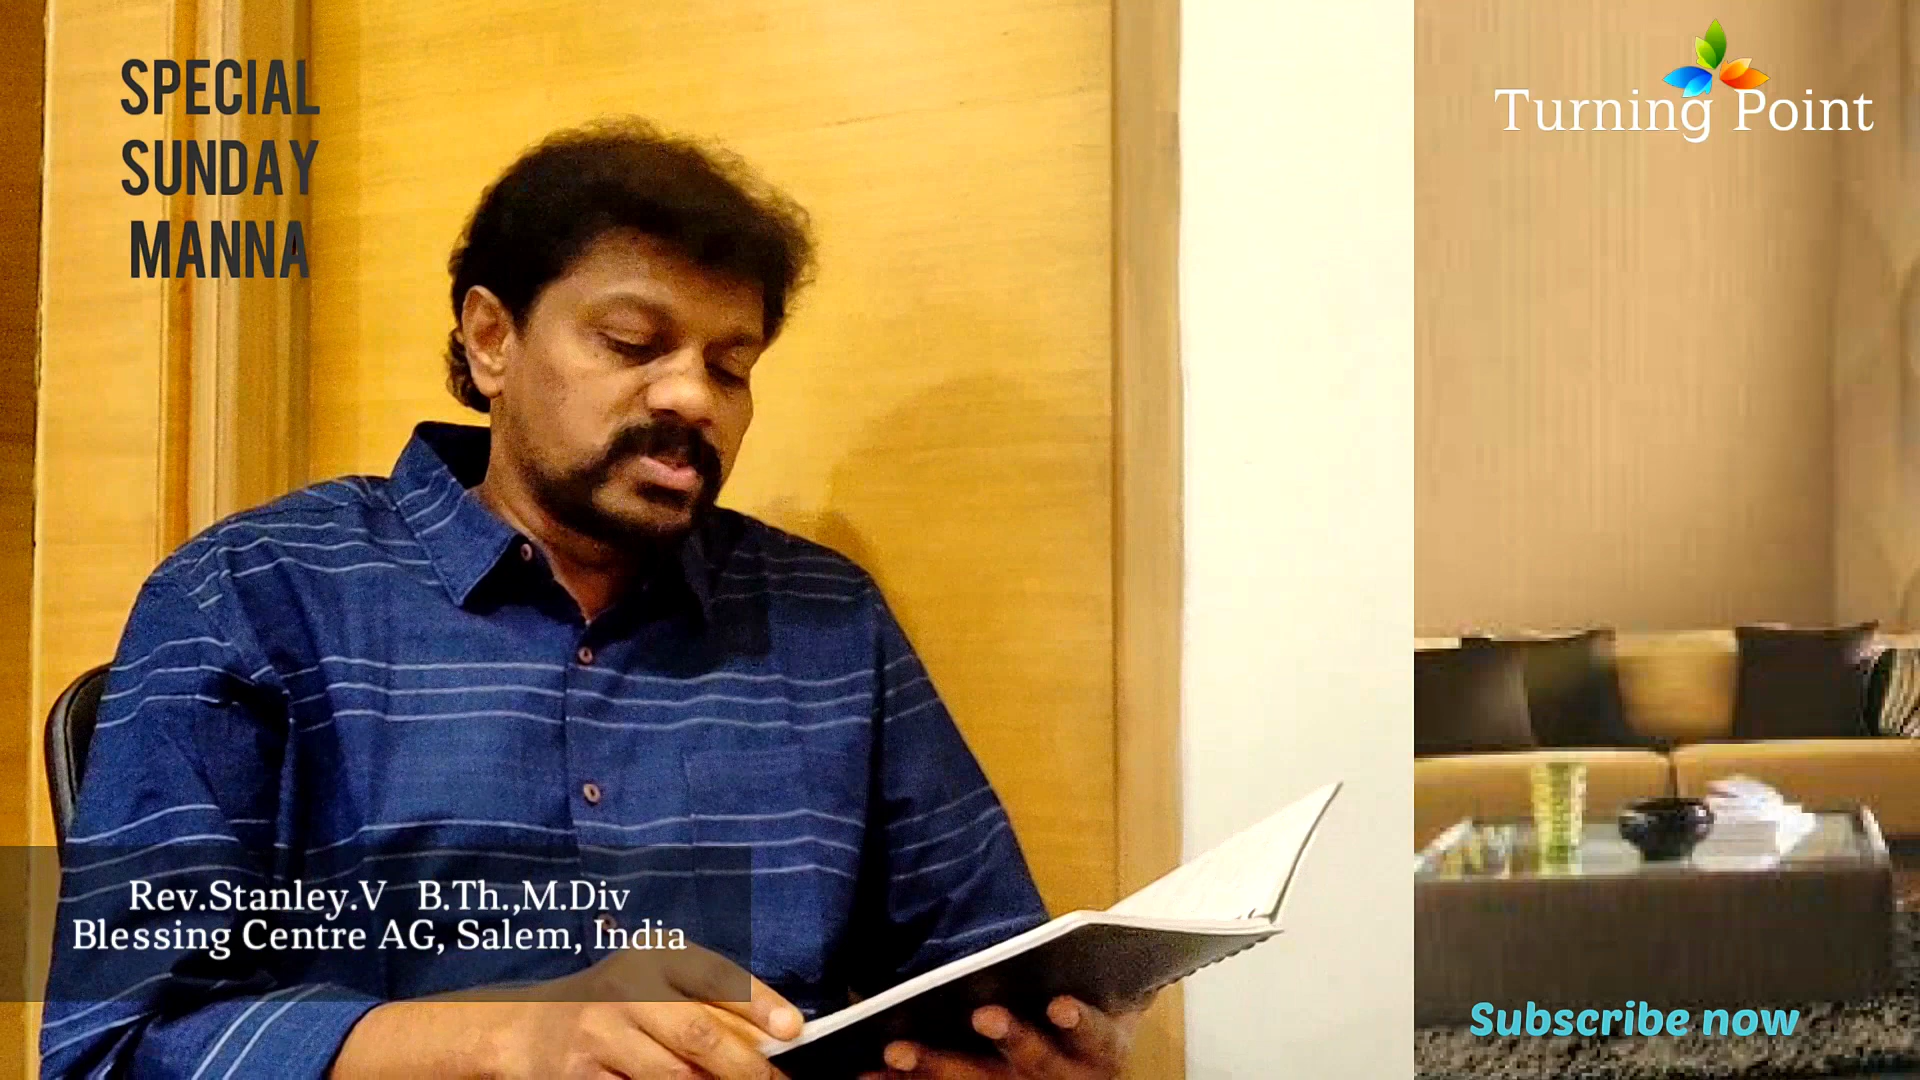 SPECIAL
SUNDAY
MANNA
Turning Point
Rev.Stanley.V B.Th.,M.Div
Blessing Centre AG, Salem, India
Subscribe now